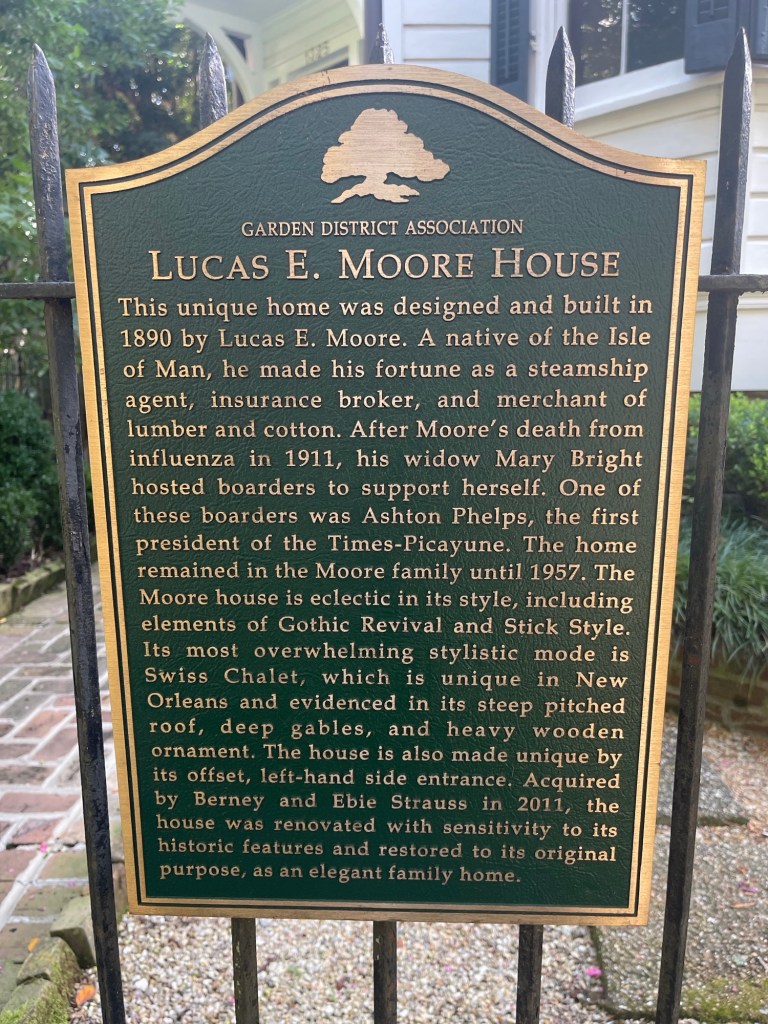 GARDEN DISTRICT ASSOCIATION
LUCAS E. MOORE HOUSE
This unique home was designed and built in
1890 by Lucas E. Moore. A native of the Isle
of Man, he made his fortune as a steamship
agent, insurance broker, and merchant of
lumber and cotton. After Moore's death from
influenza in 1911, his widow Mary Bright
hosted boarders to support herself. One of
these boarders was Ashton Phelps, the first
president of the Times-Picayune. The home
remained in the Moore family until 1957. The
Moore house is eclectic in its style, including
elements of Gothic Revival and Stick Style.
Its most overwhelming stylistic mode is
Swiss Chalet, which is unique in New
Orleans and evidenced in its steep pitched
roof, deep gables, and heavy wooden
ornament. The house is also made unique by
its offset, left-hand side entrance. Acquired
by Berney and Ebie Strauss in 2011, the
house was renovated with sensitivity to its
historic features and restored to its original
purpose, as an elegant family home.